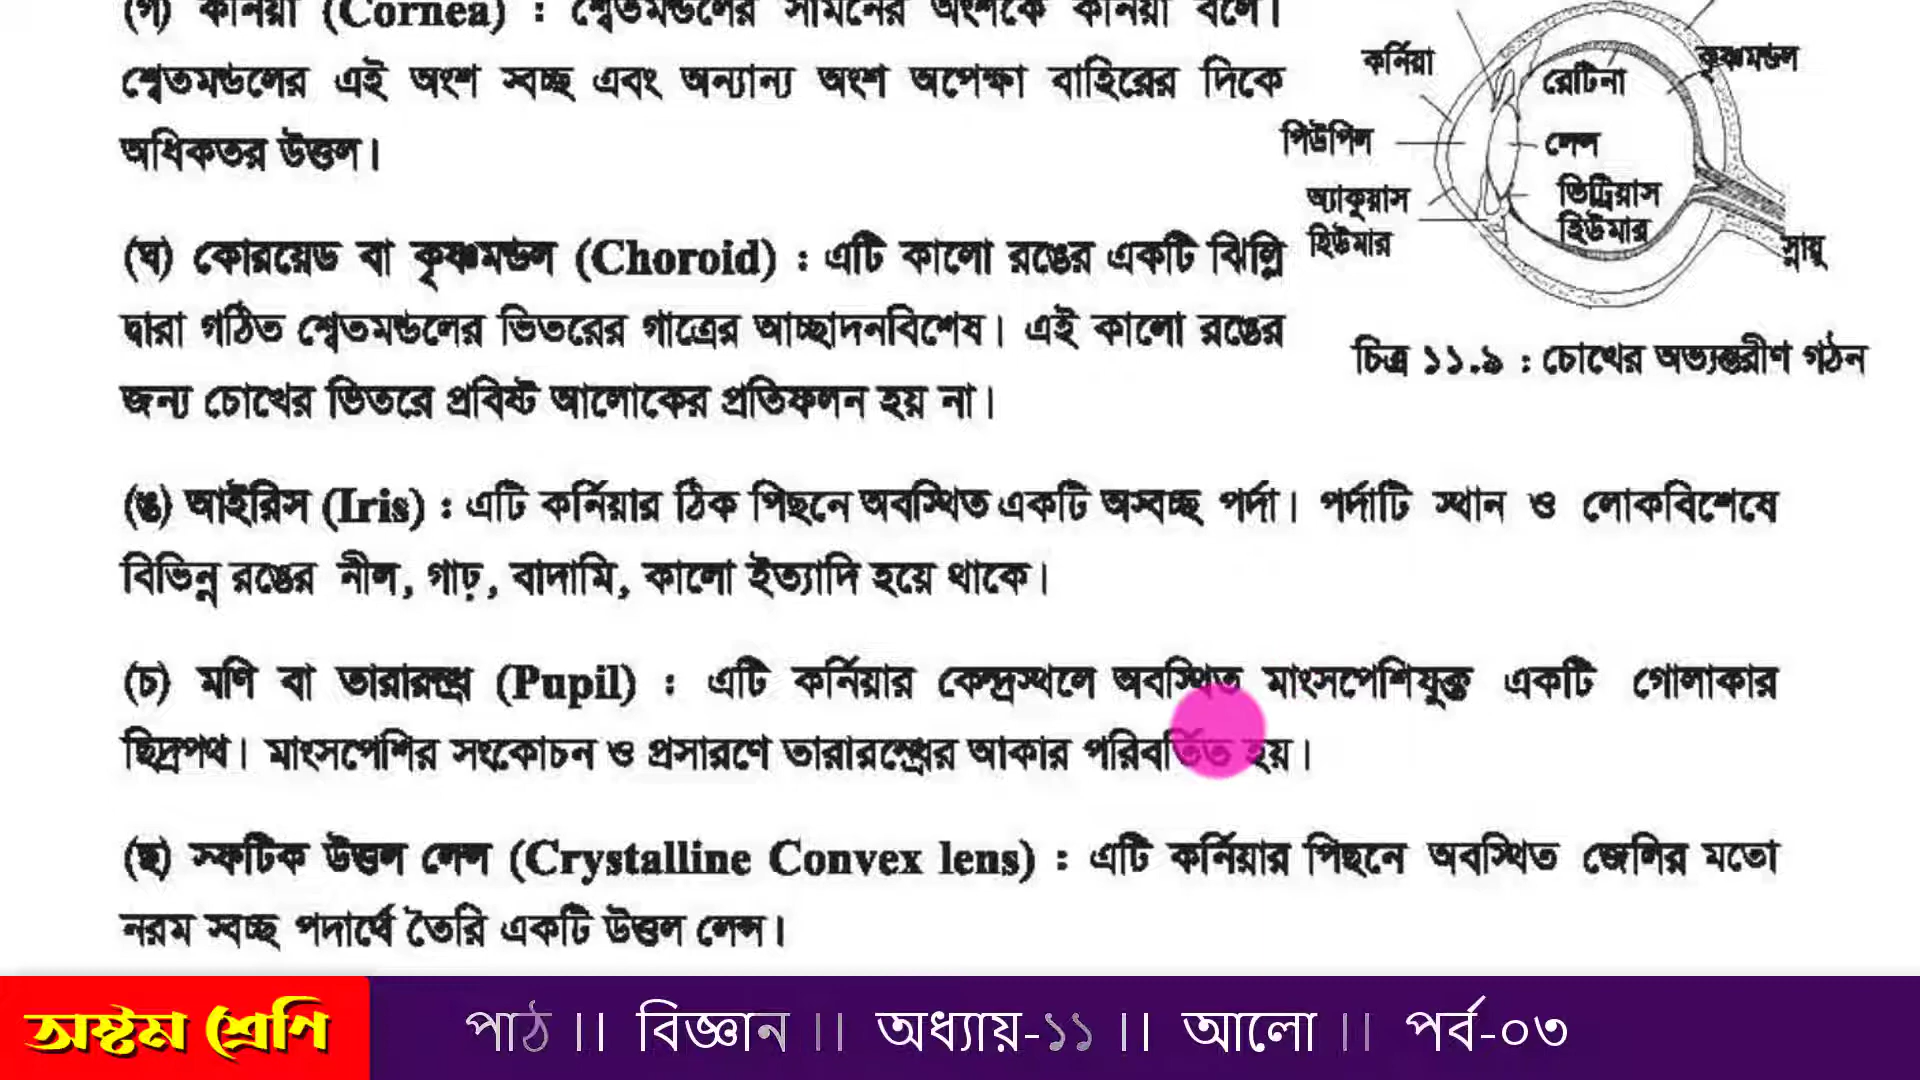 (গ) কর্নিয়া (Cornea) : শ্বেতমন্ডলের সামনের অংশকে কর্নিয়া বলে।
শ্বেতমন্ডলের এই অংশ স্বচ্ছ এবং অন্যান্য অংশ অপেক্ষা বাহিরের দিকে
অধিকতর উত্তল।
কর্নিয়া
কৃষ্ণমন্ডল
রেটিনা
পিউপিল
লেন্স
অ্যাকুয়াস
হিউমার
ভিট্রিয়াস
হিউমার
স্নায়ু
চিত্র ১১.৯ : চোখের অভ্যন্তরীণ গঠন
(ঘ) কোরয়েড বা কৃষ্ণমন্ডল (Choroid) : এটি কালো রঙের একটি ঝিল্লি
দ্বারা গঠিত শ্বেতমন্ডলের ভিতরের গাত্রের আচ্ছাদনবিশেষ। এই কালো রঙের
জন্য চোখের ভিতরে প্রবিষ্ট আলোকের প্রতিফলন হয় না।
(ঙ) আইরিস (Iris) : এটি কর্নিয়ার ঠিক পিছনে অবস্থিত একটি অস্বচ্ছ পর্দা। পর্দাটি স্থান ও লোকবিশেষে
বিভিন্ন রঙের নীল, গাঢ়, বাদামি, কালো ইত্যাদি হয়ে থাকে।
(চ) মণি বা তারারন্ধ্র (Pupil) : এটি কর্নিয়ার কেন্দ্রস্থলে অবস্থিত মাংসপেশিযুক্ত একটি গোলাকার
ছিদ্রপথ। মাংসপেশির সংকোচন ও প্রসারণে তারারন্ধ্রের আকার পরিবর্তিত হয়।
(ছ) স্ফটিক উত্তল লেন্স (Crystalline Convex lens) : এটি কর্নিয়ার পিছনে অবস্থিত জেলির মতো
নরম স্বচ্ছ পদার্থে তৈরি একটি উত্তল লেন্স।
অষ্টম শ্রেণি
পাঠ ।। বিজ্ঞান ।। অধ্যায়-১১ ।। আলো ।। পর্ব-০৩